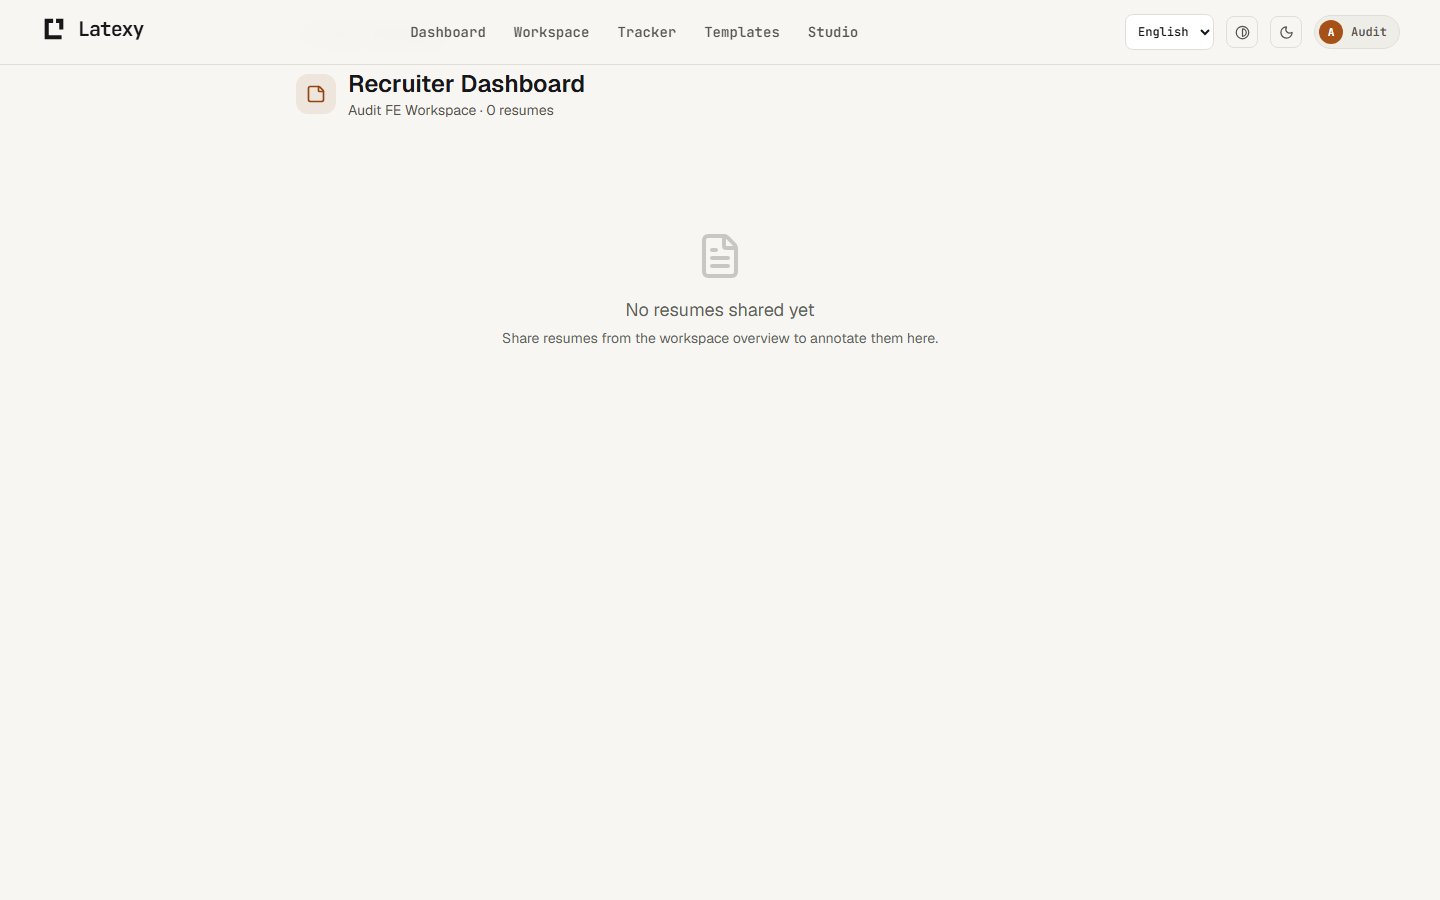 Latexy
Dashboard Workspace Tracker Templates Studio
English
A Audit
Recruiter Dashboard
Audit FE Workspace · 0 resumes
No resumes shared yet
Share resumes from the workspace overview to annotate them here.